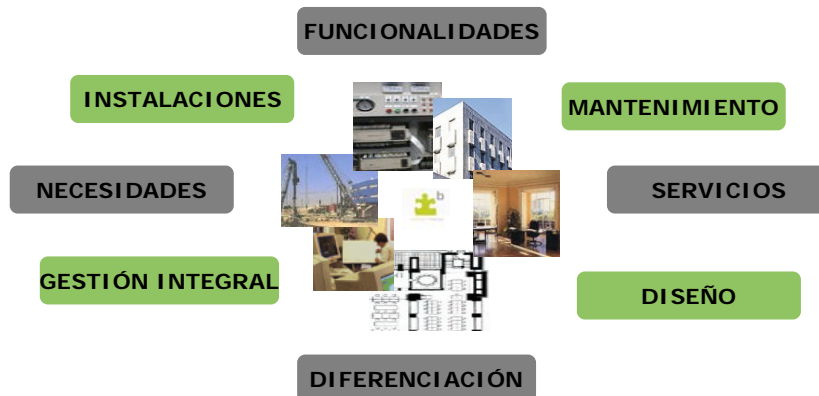 FUNCIONALIDADES
INSTALACIONES
MANTENIMIENTO
NECESIDADES
SERVICIOS
b
GESTIÓN INTEGRAL
DISEÑO
DIFERENCIACIÓN